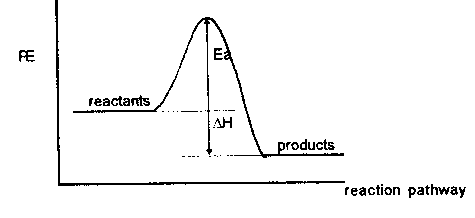 PE
Ea
reactants
ΔH
products
reaction pathway